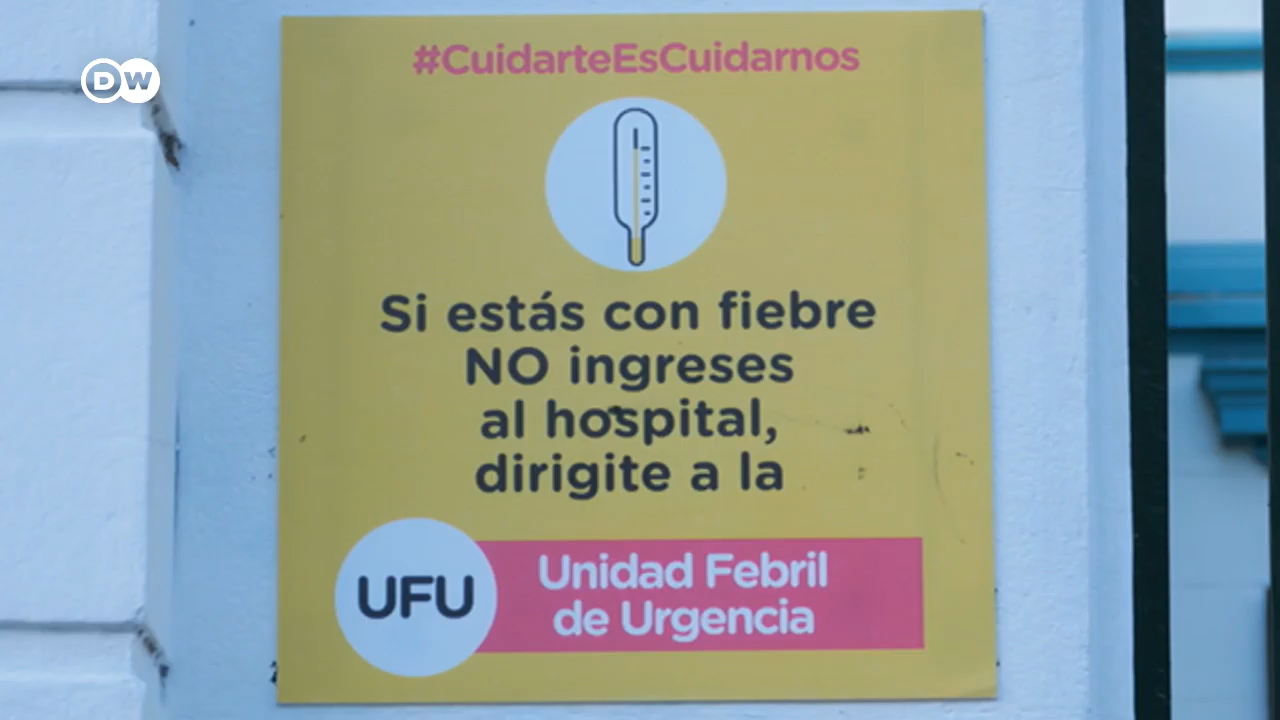 DW
#CuidarteEsCuidarnos
Si estás con fiebre
NO ingreses
al hospital,
dirigite a la
UFU
Unidad Febril
de Urgencia